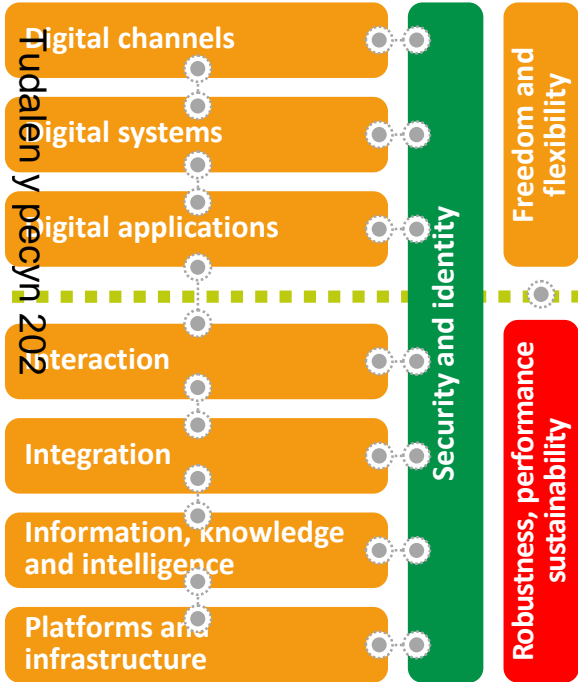 Digital channels
Digital systems
Digital applications
Interaction
Integration
Information, knowledge
and intelligence
Platforms and
infrastructure
Security and identity
Freedom and
flexibility
Robustness, performance
sustainability
Tudalen y pecyn 202